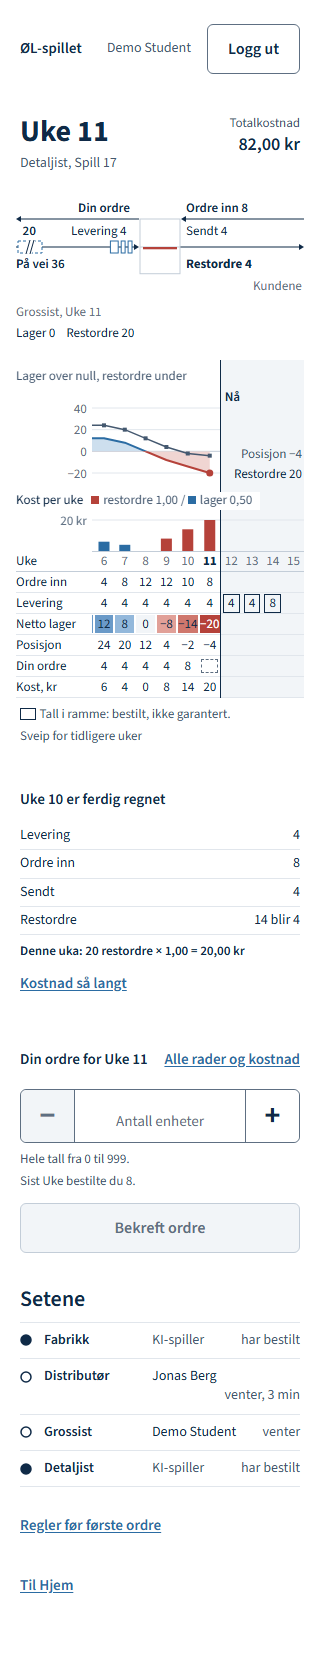 ØL-spillet Demo Student Logg ut
Uke 11 Totalkostnad
Detaljist, Spill 17 82,00 kr
Din ordre Ordre inn 8
20 Levering 4 Sendt 4
På vei 36 Restordre 4
Kundene
Grossist, Uke 11
Lager 0 Restordre 20
Lager over null, restordre under
Nå
40
20
0
Posisjon −4
−20 Restordre 20
Kost per uke restordre 1,00 / lager 0,50
20 kr
Uke 6 7 8 9 10 11 12 13 14 15
Ordre inn 4 8 12 12 10 8
Levering 4 4 4 4 4 4 4 4 8
Netto lager 12 8 0 −8 −14 −20
Posisjon 24 20 12 4 −2 −4
Din ordre 4 4 4 4 8
Kost, kr 6 4 0 8 14 20
Tall i ramme: bestilt, ikke garantert.
Sveip for tidligere uker
Uke 10 er ferdig regnet
Levering 4
Ordre inn 8
Sendt 4
Restordre 14 blir 4
Denne uka: 20 restordre × 1,00 = 20,00 kr
Kostnad så langt
Din ordre for Uke 11 Alle rader og kostnad
− Antall enheter +
Hele tall fra 0 til 999.
Sist Uke bestilte du 8.
Bekreft ordre
Setene
Fabrikk KI-spiller har bestilt
Distributør Jonas Berg
venter, 3 min
Grossist Demo Student venter
Detaljist KI-spiller har bestilt
Regler før første ordre
Til Hjem